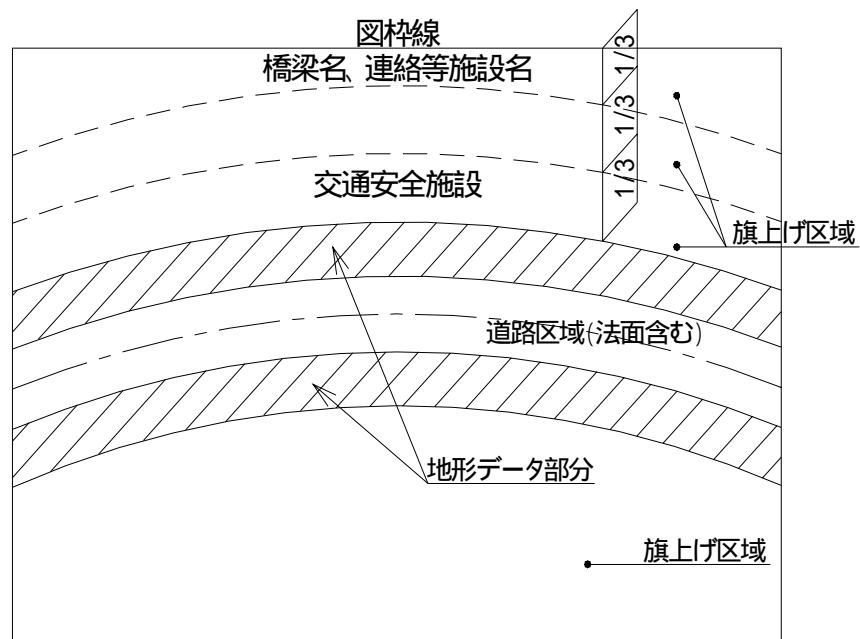 図枠線
橋梁名、連絡等施設名
1/3
1/3
1/3
交通安全施設
旗上げ区域
道路区域(法面含む)
地形データ部分
旗上げ区域